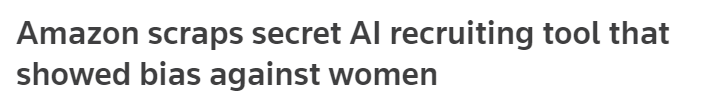 Amazon scraps secret AI recruiting tool that
showed bias against women